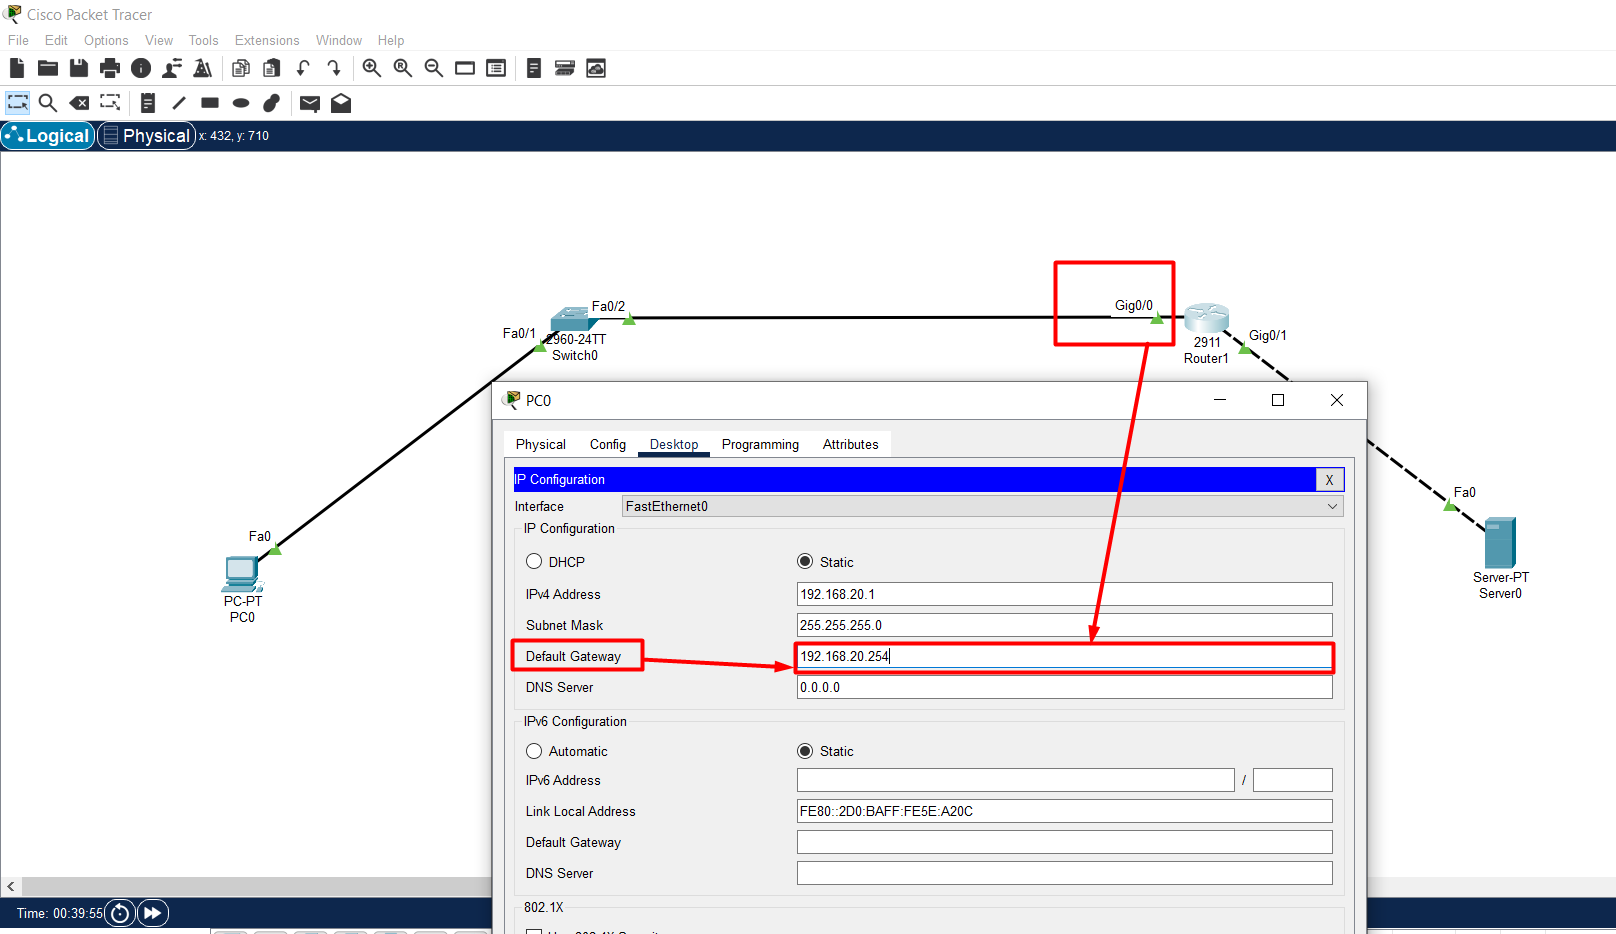 Cisco Packet Tracer
File Edit Options View Tools Extensions Window Help
Logical Physical x: 432, y: 710
Fa0/2
Gig0/0
Fa0/1
Gig0/1
2960-24TT
Switch0
2911
Router1
PC0
Physical Config Desktop Programming Attributes
IP Configuration X
Interface FastEthernet0
IP Configuration
DHCP Static
IPv4 Address 192.168.20.1
Subnet Mask 255.255.255.0
Default Gateway 192.168.20.254
DNS Server 0.0.0.0
IPv6 Configuration
Automatic Static
IPv6 Address /
Link Local Address FE80::2D0:BAFF:FE5E:A20C
Default Gateway
DNS Server
802.1X
Fa0
PC-PT
PC0
Fa0
Server-PT
Server0
Time: 00:39:55